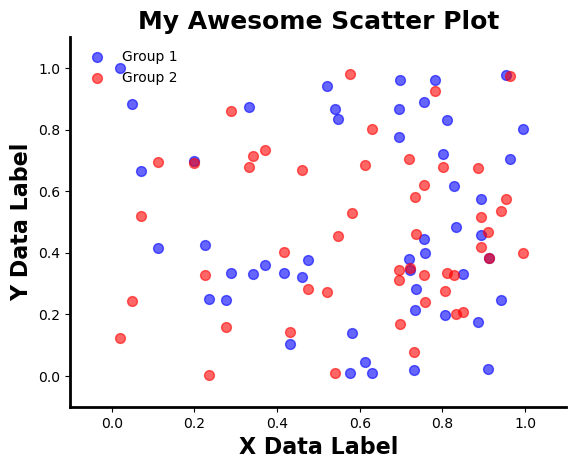 My Awesome Scatter Plot
Group 1
Group 2
Y Data Label
1.0
0.8
0.6
0.4
0.2
0.0
0.0 0.2 0.4 0.6 0.8 1.0
X Data Label